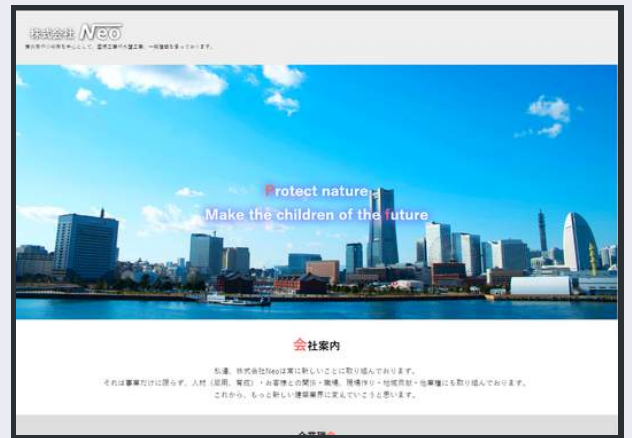 株式会社 Neo
Protect nature
Make the children of the future
会社案内
私達、株式会社Neoは常に新しいことに取り組んでおります。
それは事業だけに限らず、人材（採用、育成）・お客様との関係・職場、現場作り・地域貢献・他業種にも取り組んでおります。
これから、もっと新しい建築業界に変えていこうと思います。